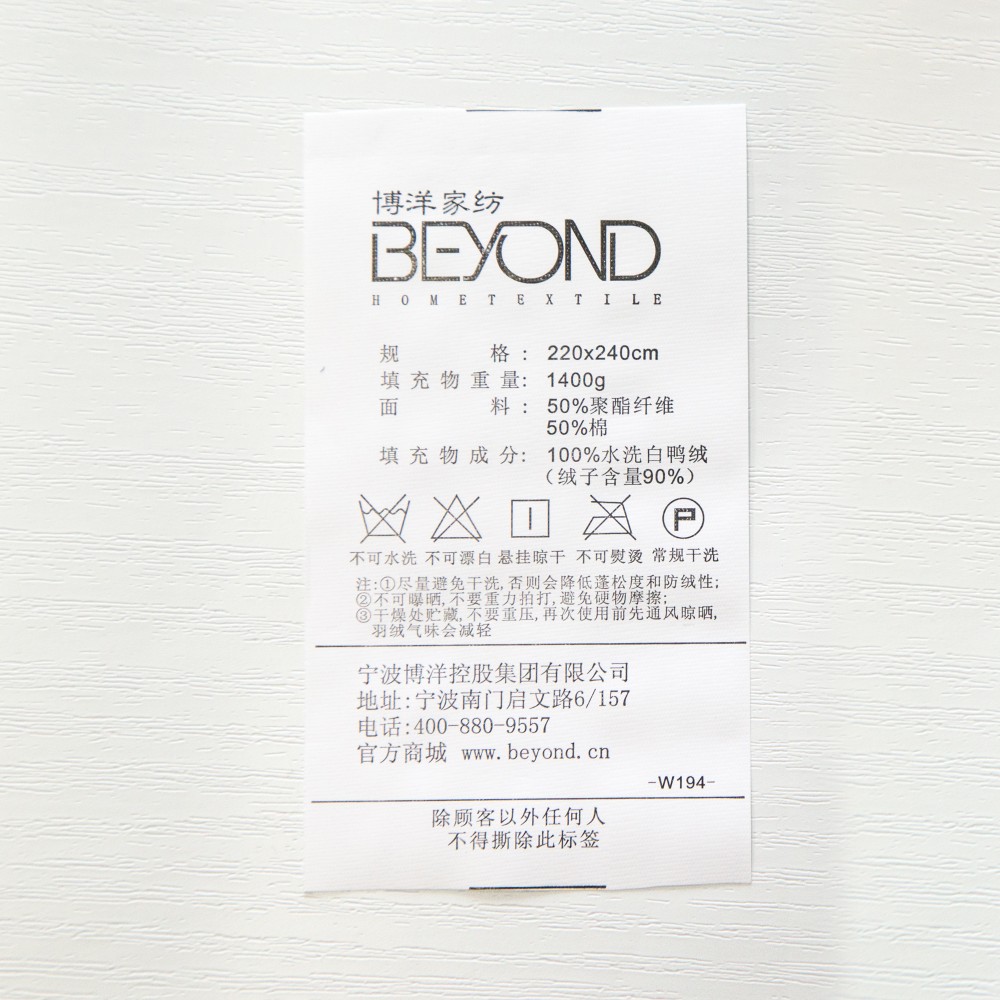 博洋家纺
BEYOND
HOMETEXTILE
规格: 220x240cm
填充物重量: 1400g
面料: 50%聚酯纤维
50%棉
填充物成分: 100%水洗白鸭绒
(绒子含量90%)
P
不可水洗 不可漂白 悬挂晾干 不可熨烫 常规干洗
注:①尽量避免干洗,否则会降低蓬松度和防绒性;
②不可曝晒,不要重力拍打,避免硬物摩擦;
③干燥处贮藏,不要重压,再次使用前先通风晾晒,
羽绒气味会减轻
宁波博洋控股集团有限公司
地址:宁波南门启文路6/157
电话:400-880-9557
官方商城 www.beyond.cn
-W194-
除顾客以外任何人
不得撕除此标签